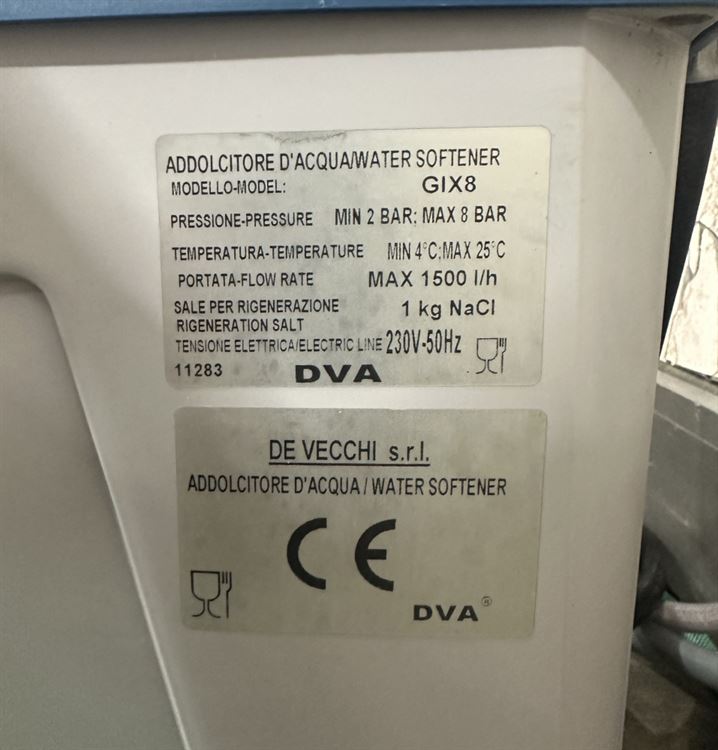 ADDOLCITORE D'ACQUA/WATER SOFTENER
MODELLO-MODEL: GIX8
PRESSIONE-PRESSURE MIN 2 BAR; MAX 8 BAR
TEMPERATURA-TEMPERATURE MIN 4°C;MAX 25°C
PORTATA-FLOW RATE MAX 1500 l/h
SALE PER RIGENERAZIONE 1 kg NaCl
RIGENERATION SALT
TENSIONE ELETTRICA/ELECTRIC LINE 230V-50Hz
11283 DVA
DE VECCHI s.r.l.
ADDOLCITORE D'ACQUA / WATER SOFTENER
CE
DVA®